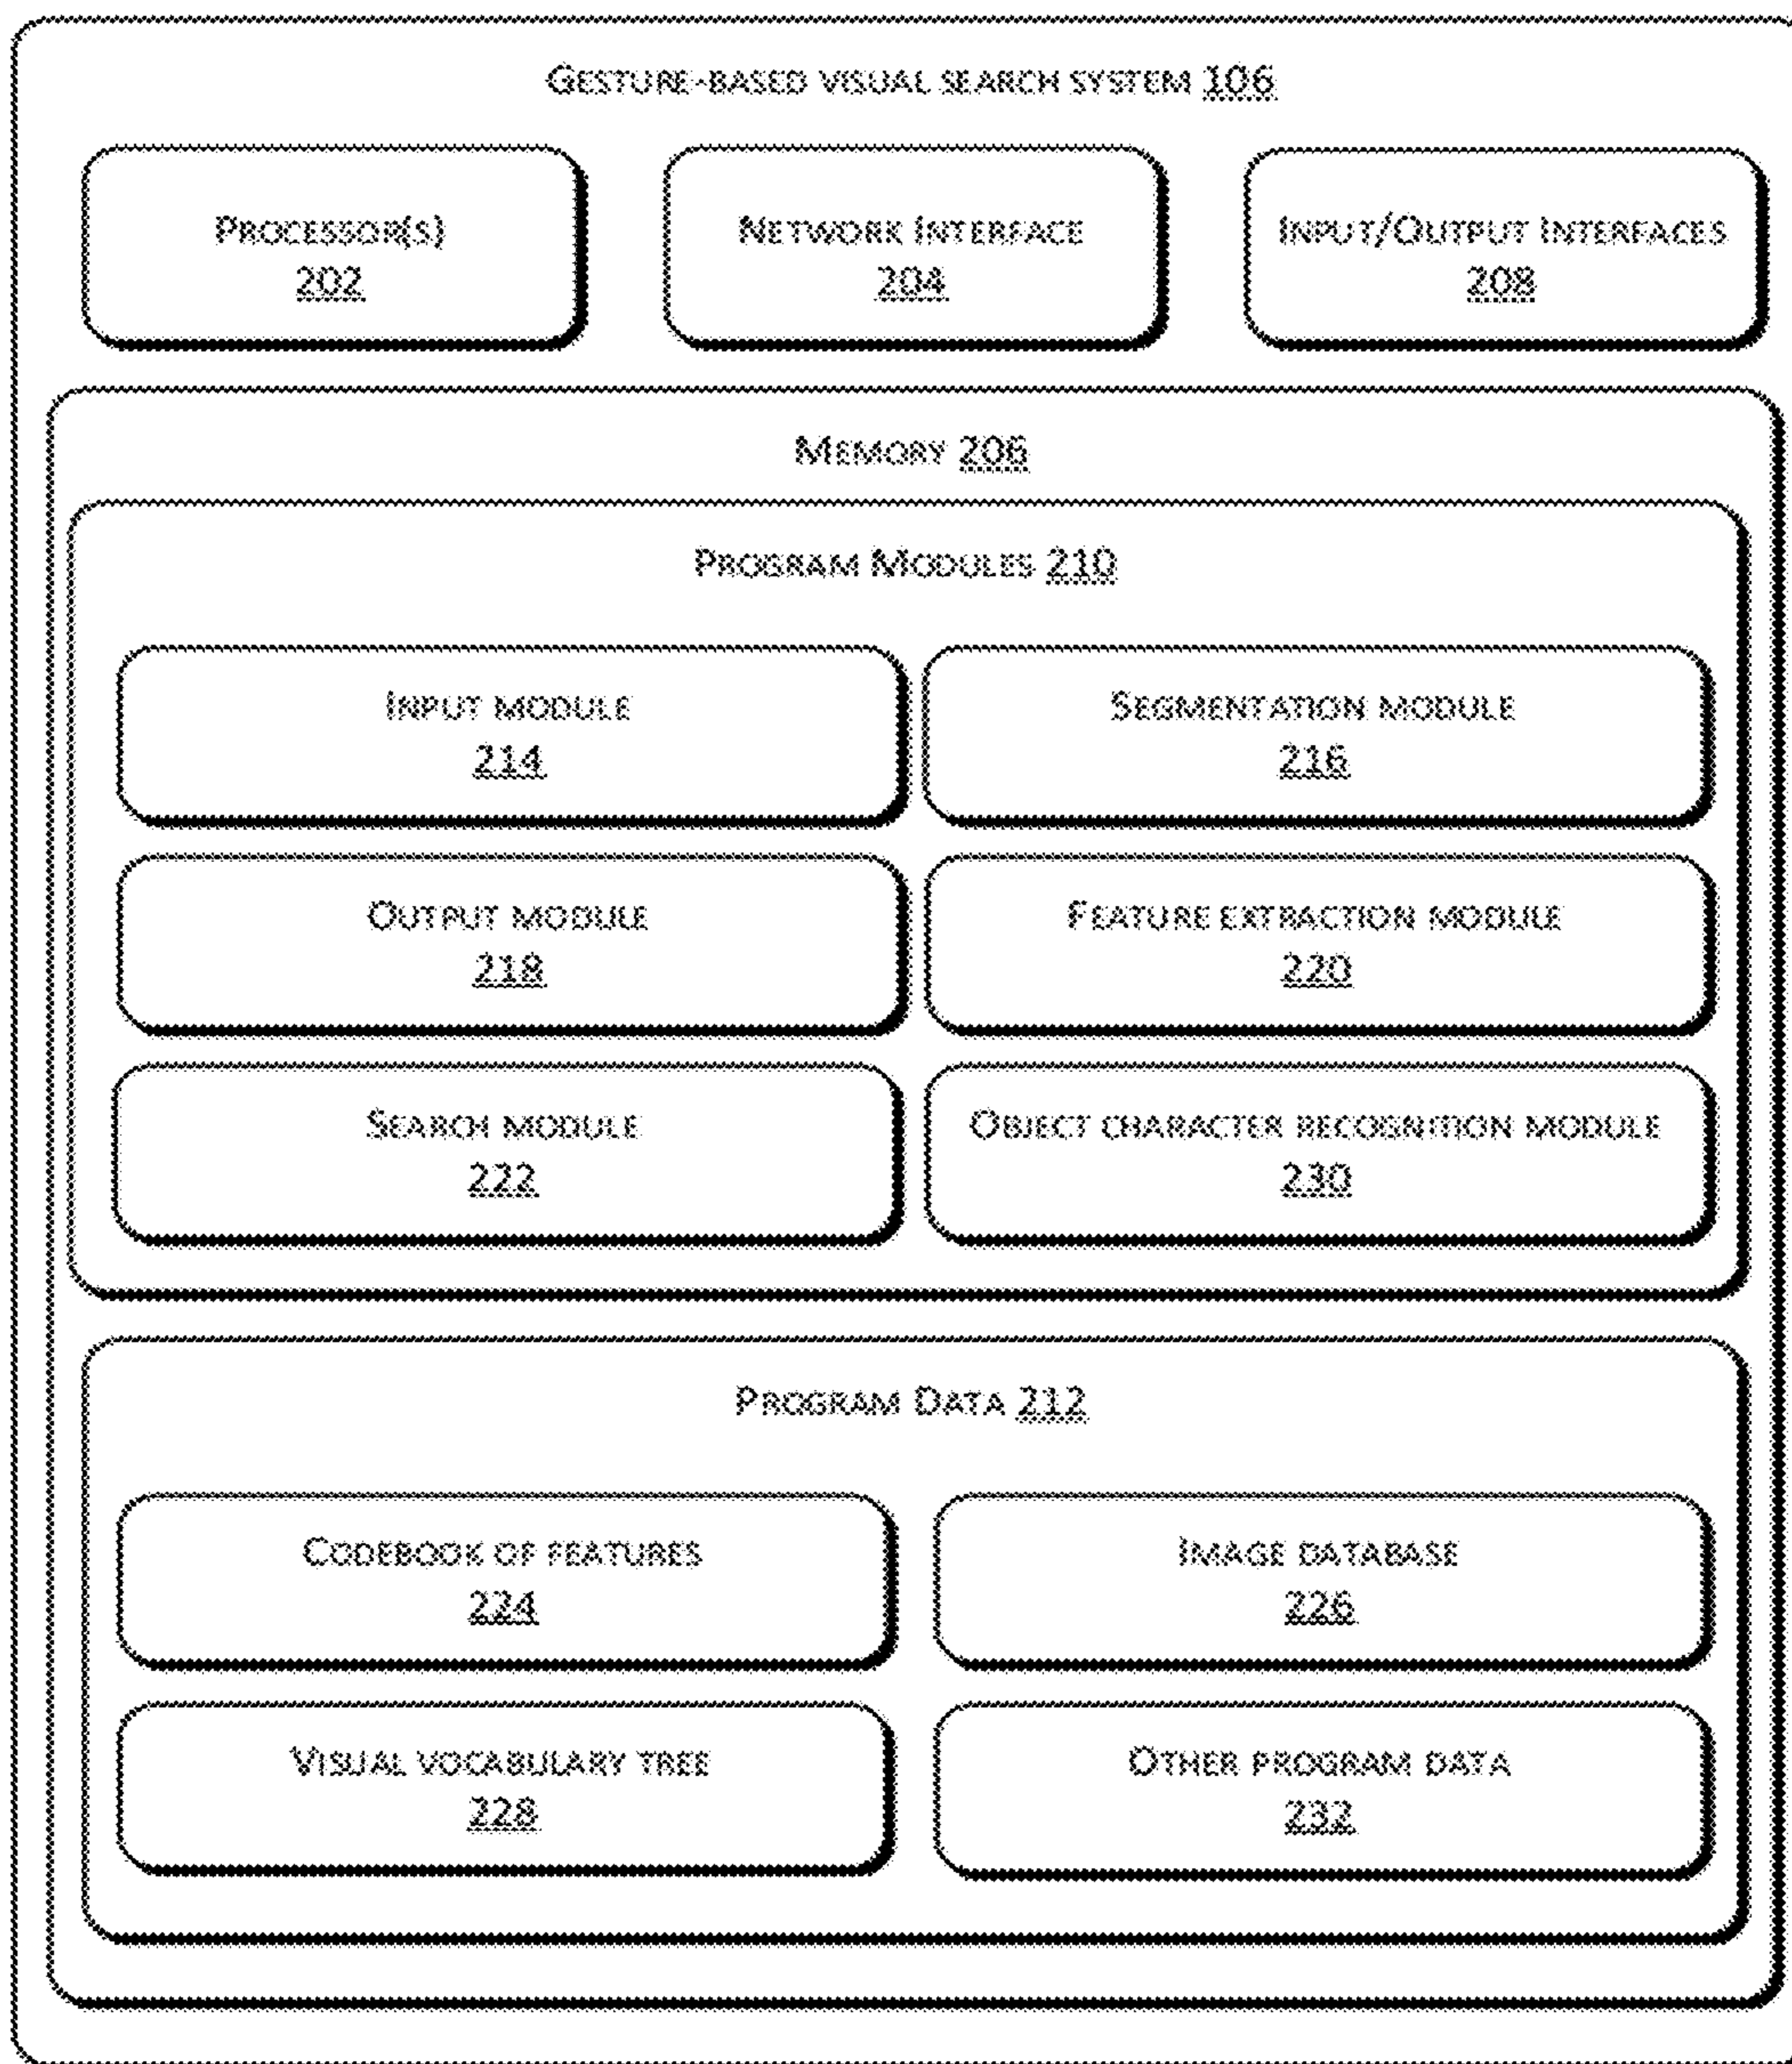 GESTURE-BASED VISUAL SEARCH SYSTEM 106
PROCESSOR(S)
202
NETWORK INTERFACE
204
INPUT/OUTPUT INTERFACES
208
MEMORY 206
PROGRAM MODULES 210
INPUT MODULE
214
SEGMENTATION MODULE
216
OUTPUT MODULE
218
FEATURE EXTRACTION MODULE
220
SEARCH MODULE
222
OBJECT CHARACTER RECOGNITION MODULE
230
PROGRAM DATA 212
CODEBOOK OF FEATURES
224
IMAGE DATABASE
226
VISUAL VOCABULARY TREE
228
OTHER PROGRAM DATA
232